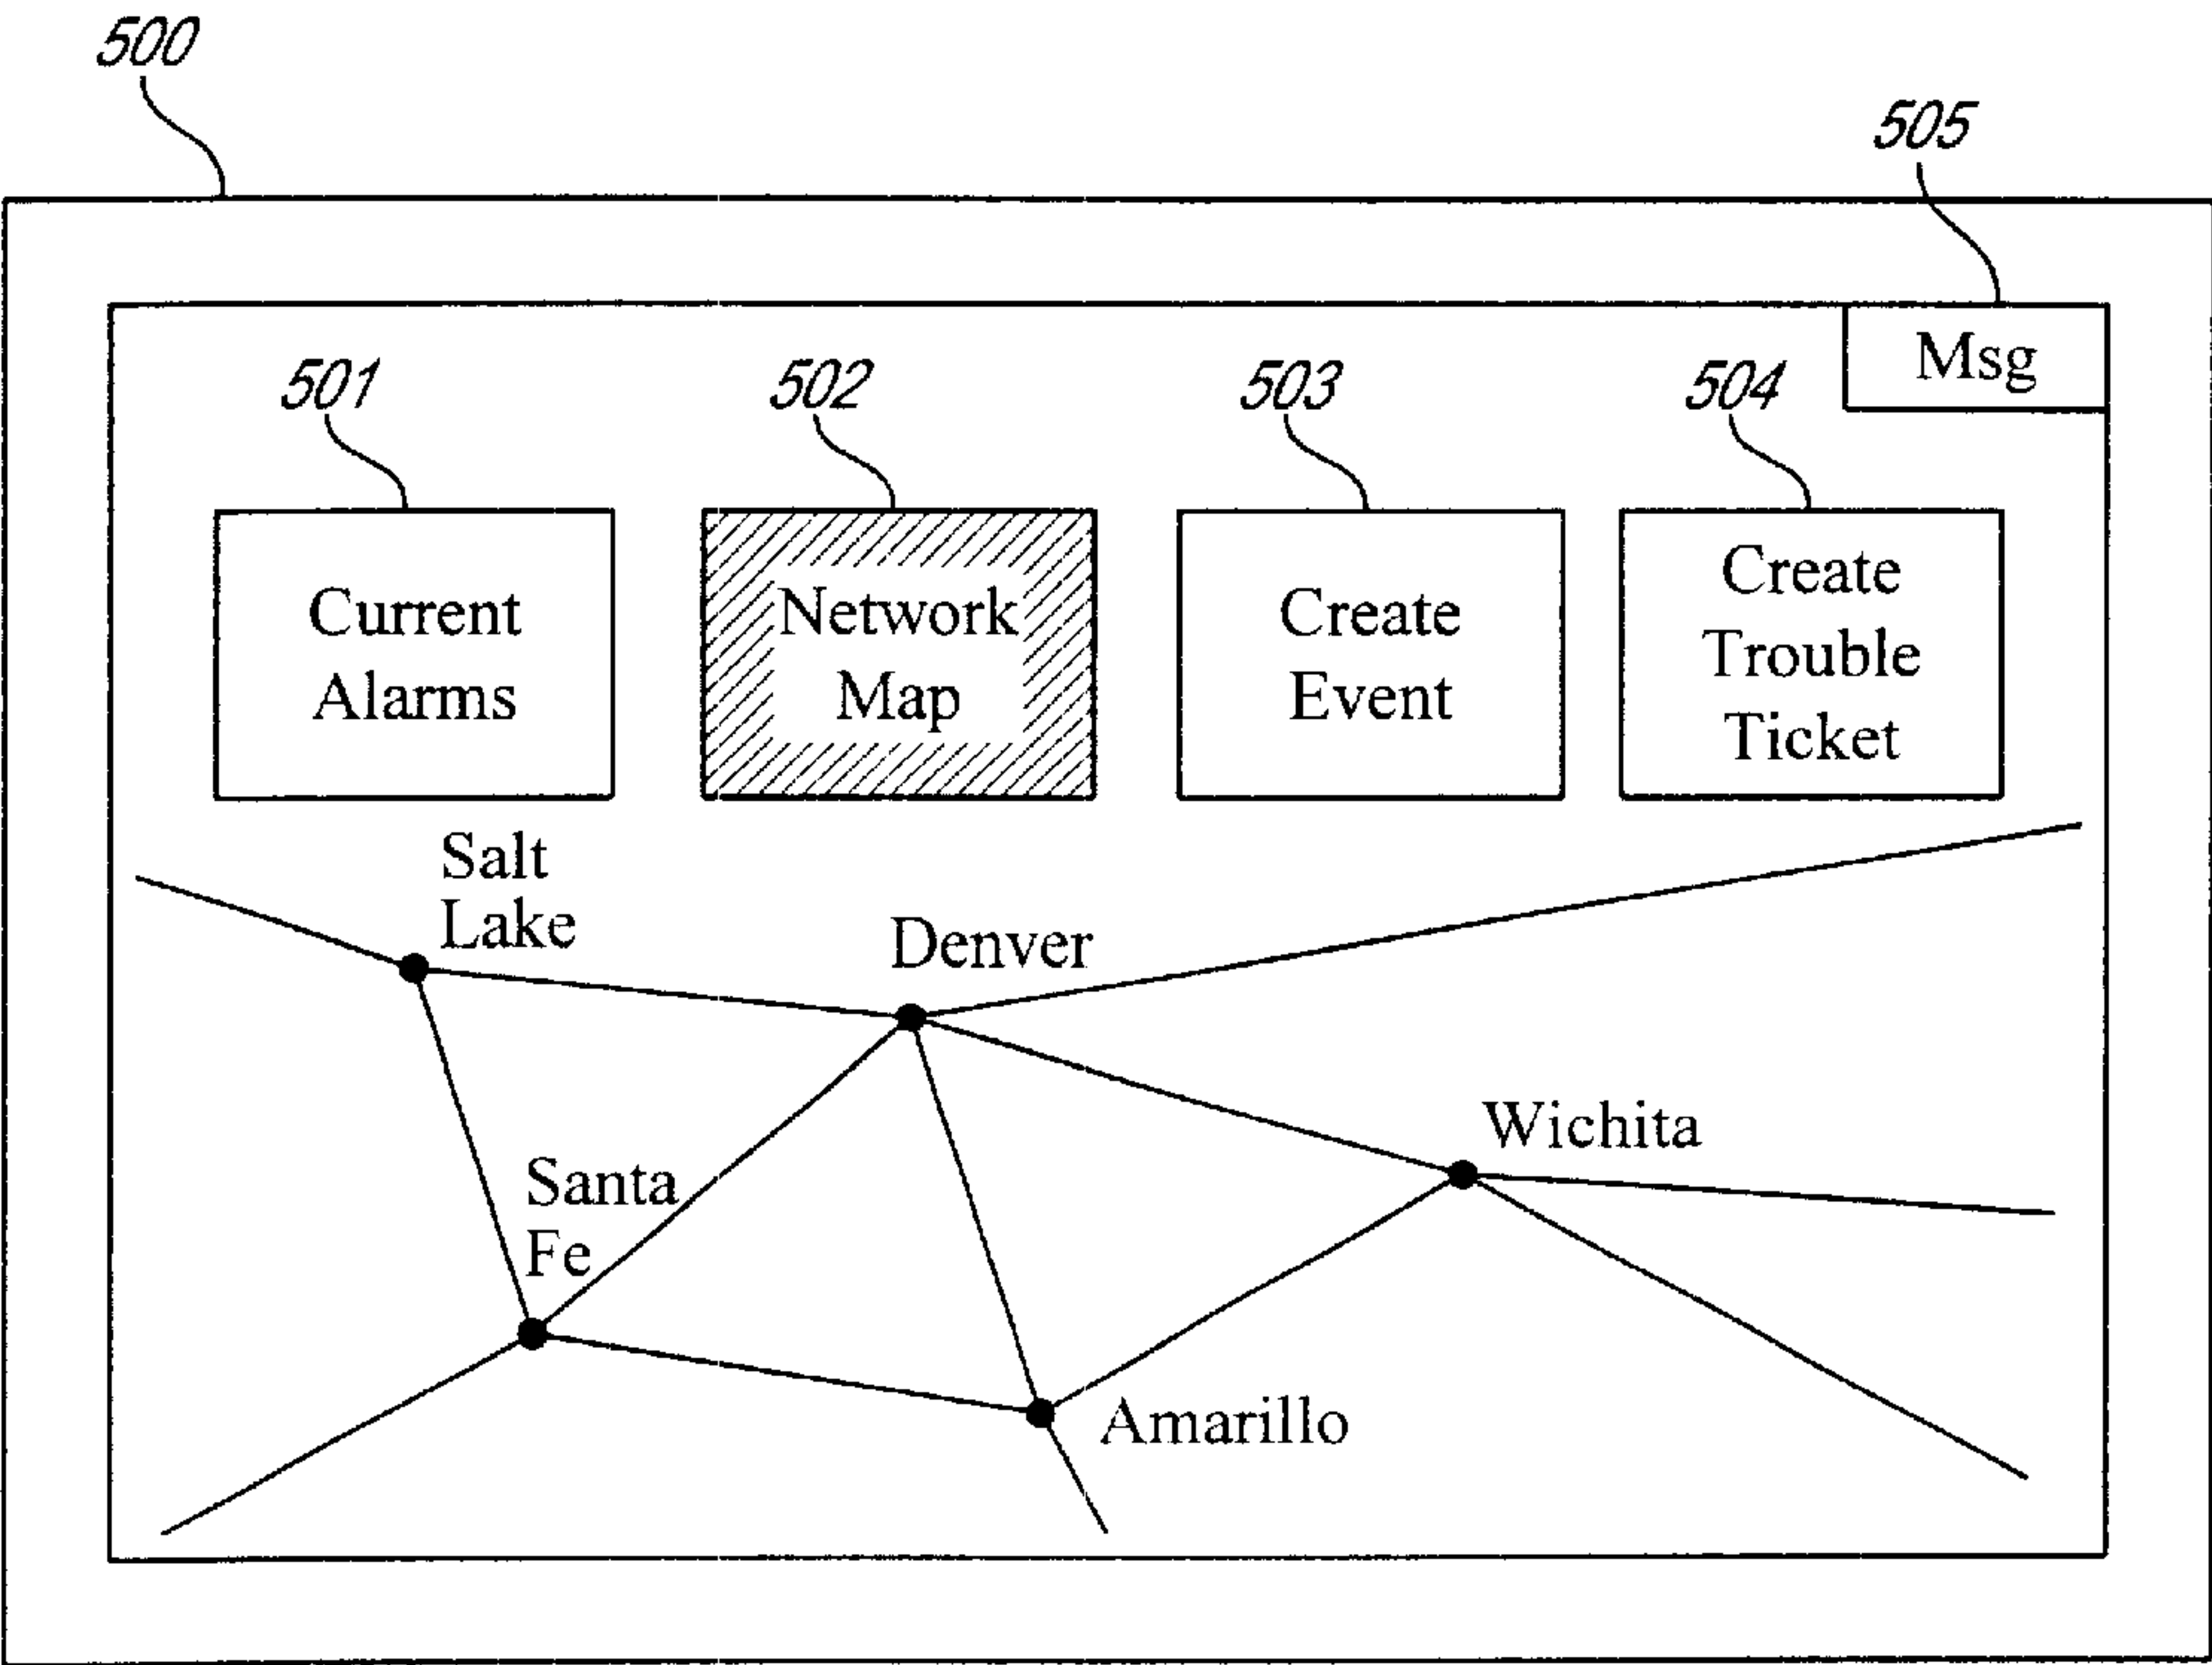 500
505
Msg
501
502
503
504
Current
Alarms
Network
Map
Create
Event
Create
Trouble
Ticket
Salt
Lake
Denver
Wichita
Santa
Fe
Amarillo